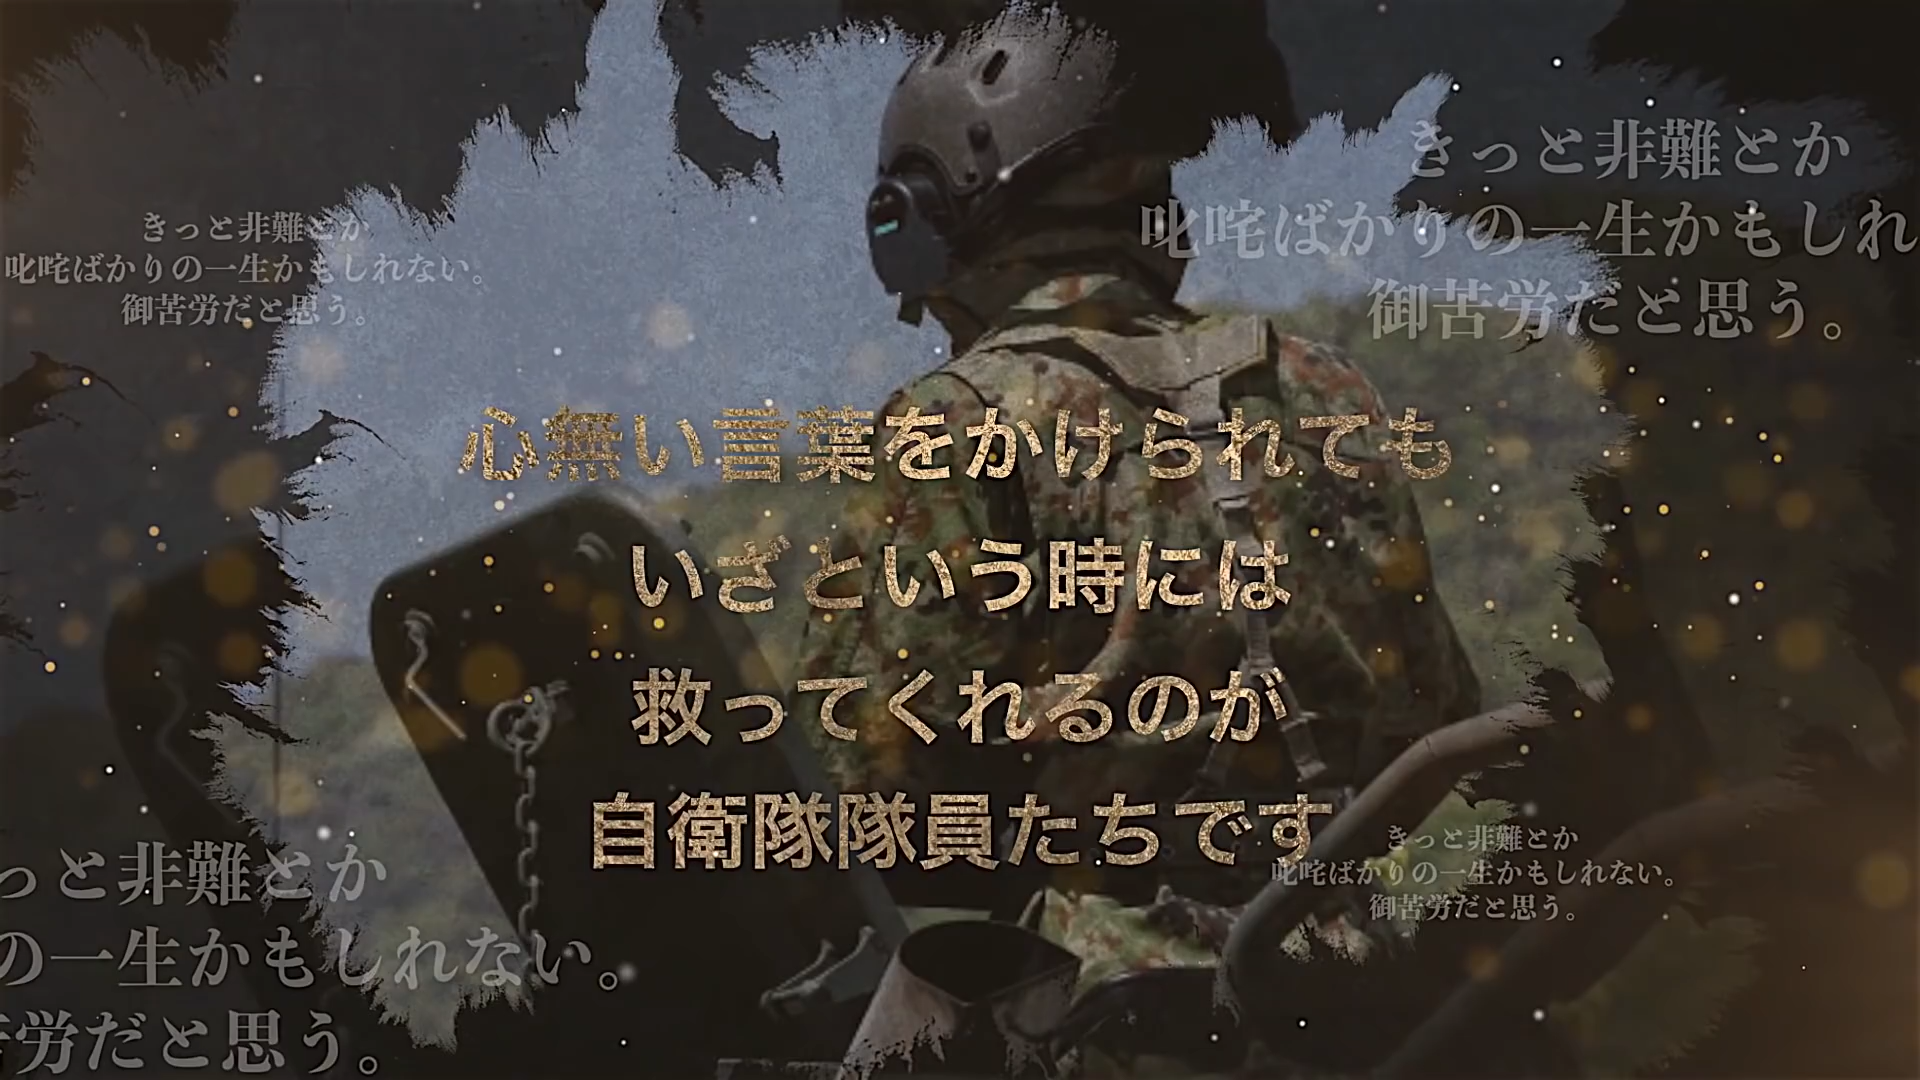 きっと非難とか
叱咤ばかりの一生かもしれ
御苦労だと思う。
きっと非難とか
叱咤ばかりの一生かもしれない。
御苦労だと思う。
心無い言葉をかけられても
いざという時には
救ってくれるのが
自衛隊隊員たちです
きっと非難とか
叱咤ばかりの一生かもしれない。
御苦労だと思う。
っと非難とか
の一生かもしれない。
労だと思う。